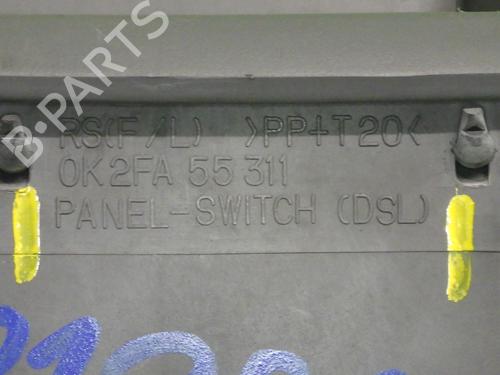 B-PARTS
RS(F/L) >PP+T20<
0K2FA 55 311
PANEL-SWITCH (DSL)